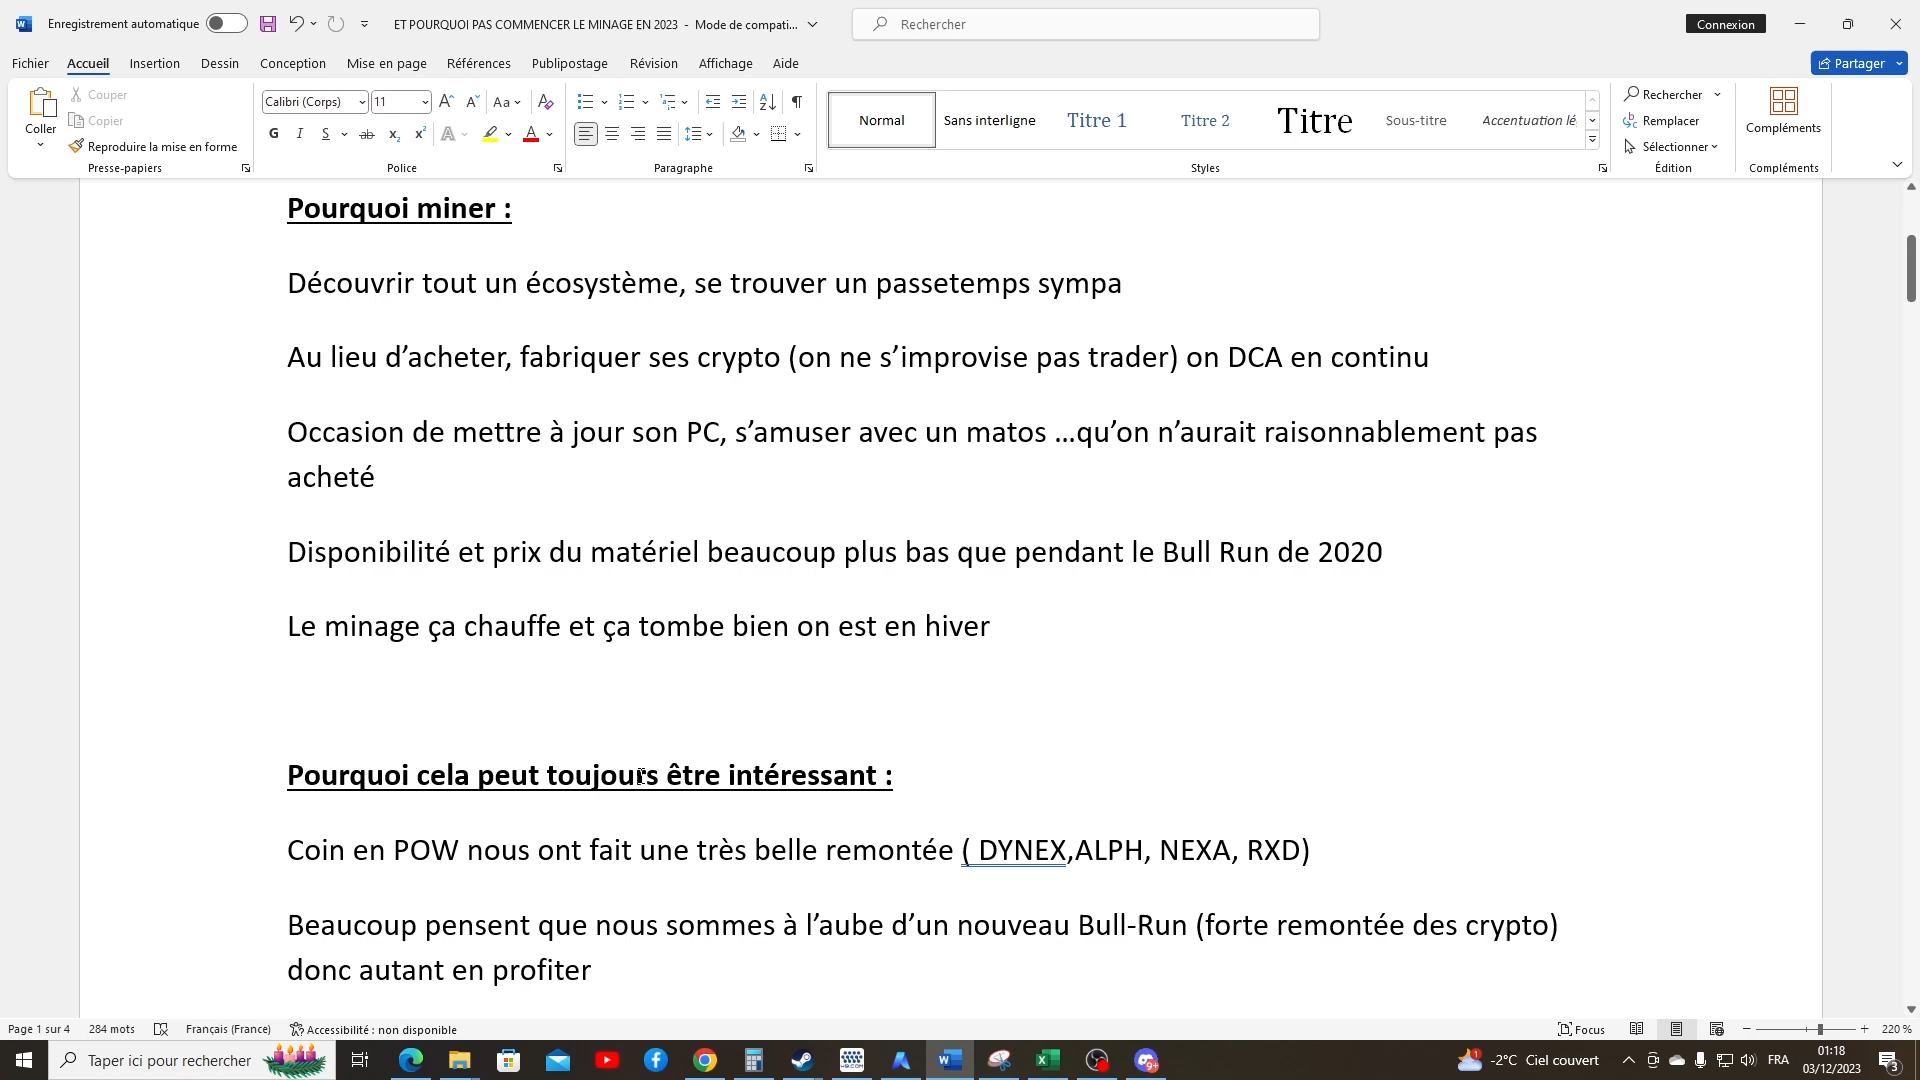 Enregistrement automatique
ET POURQUOI PAS COMMENCER LE MINAGE EN 2023 - Mode de compati...
Rechercher
Connexion
Fichier Accueil Insertion Dessin Conception Mise en page Références Publipostage Révision Affichage Aide
Partager
Coller
Couper
Copier
Reproduire la mise en forme
Presse-papiers
Calibri (Corps) 11
Police
Paragraphe
Normal
Sans interligne
Titre 1
Titre 2
Titre
Sous-titre
Accentuation lé
Styles
Rechercher
Remplacer
Sélectionner
Édition
Compléments
Compléments
Pourquoi miner :
Découvrir tout un écosystème, se trouver un passetemps sympa
Au lieu d’acheter, fabriquer ses crypto (on ne s’improvise pas trader) on DCA en continu
Occasion de mettre à jour son PC, s’amuser avec un matos …qu’on n’aurait raisonnablement pas
acheté
Disponibilité et prix du matériel beaucoup plus bas que pendant le Bull Run de 2020
Le minage ça chauffe et ça tombe bien on est en hiver
Pourquoi cela peut toujours être intéressant :
Coin en POW nous ont fait une très belle remontée ( DYNEX,ALPH, NEXA, RXD)
Beaucoup pensent que nous sommes à l’aube d’un nouveau Bull-Run (forte remontée des crypto)
donc autant en profiter
Page 1 sur 4 284 mots Français (France) Accessibilité : non disponible
Focus
220 %
Taper ici pour rechercher
-2°C Ciel couvert
FRA
01:18
03/12/2023